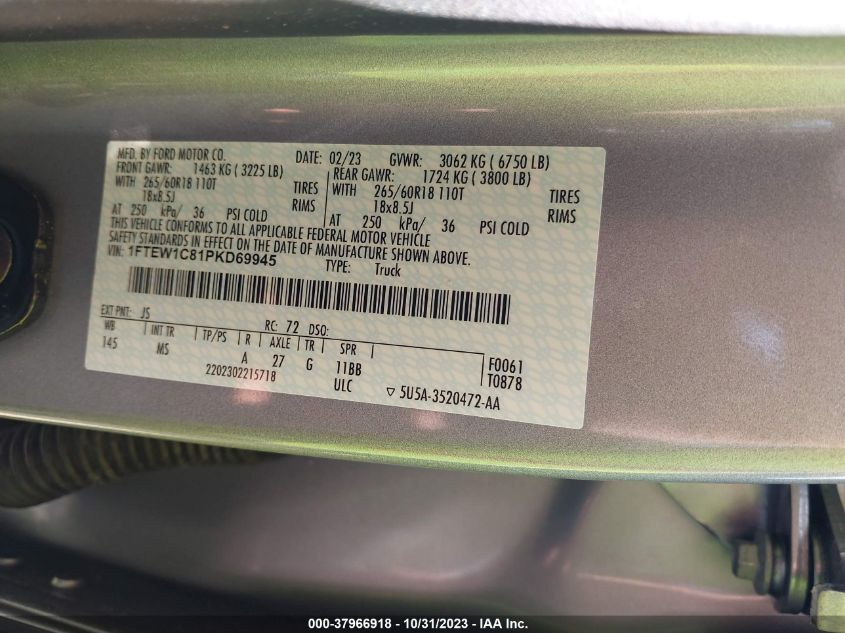 MFD. BY FORD MOTOR CO. DATE: 02/23 GVWR: 3062 KG ( 6750 LB)
FRONT GAWR: 1463 KG ( 3225 LB) REAR GAWR: 1724 KG ( 3800 LB)
WITH 265/60R18 110T TIRES WITH 265/60R18 110T TIRES
18x8.5J RIMS 18x8.5J RIMS
AT 250 kPa/ 36 PSI COLD AT 250 kPa/ 36 PSI COLD
THIS VEHICLE CONFORMS TO ALL APPLICABLE FEDERAL MOTOR VEHICLE
SAFETY STANDARDS IN EFFECT ON THE DATE OF MANUFACTURE SHOWN ABOVE.
VIN: 1FTEW1C81PKD69945 TYPE: Truck
EXT PNT: JS RC: 72 DSO:
WB INT TR TP/PS R AXLE TR SPR
145 MS A 27 G 11BB F0061
2202302215718 ULC T0878
▽ 5U5A-3520472-AA
000-37966918 - 10/31/2023 - IAA Inc.